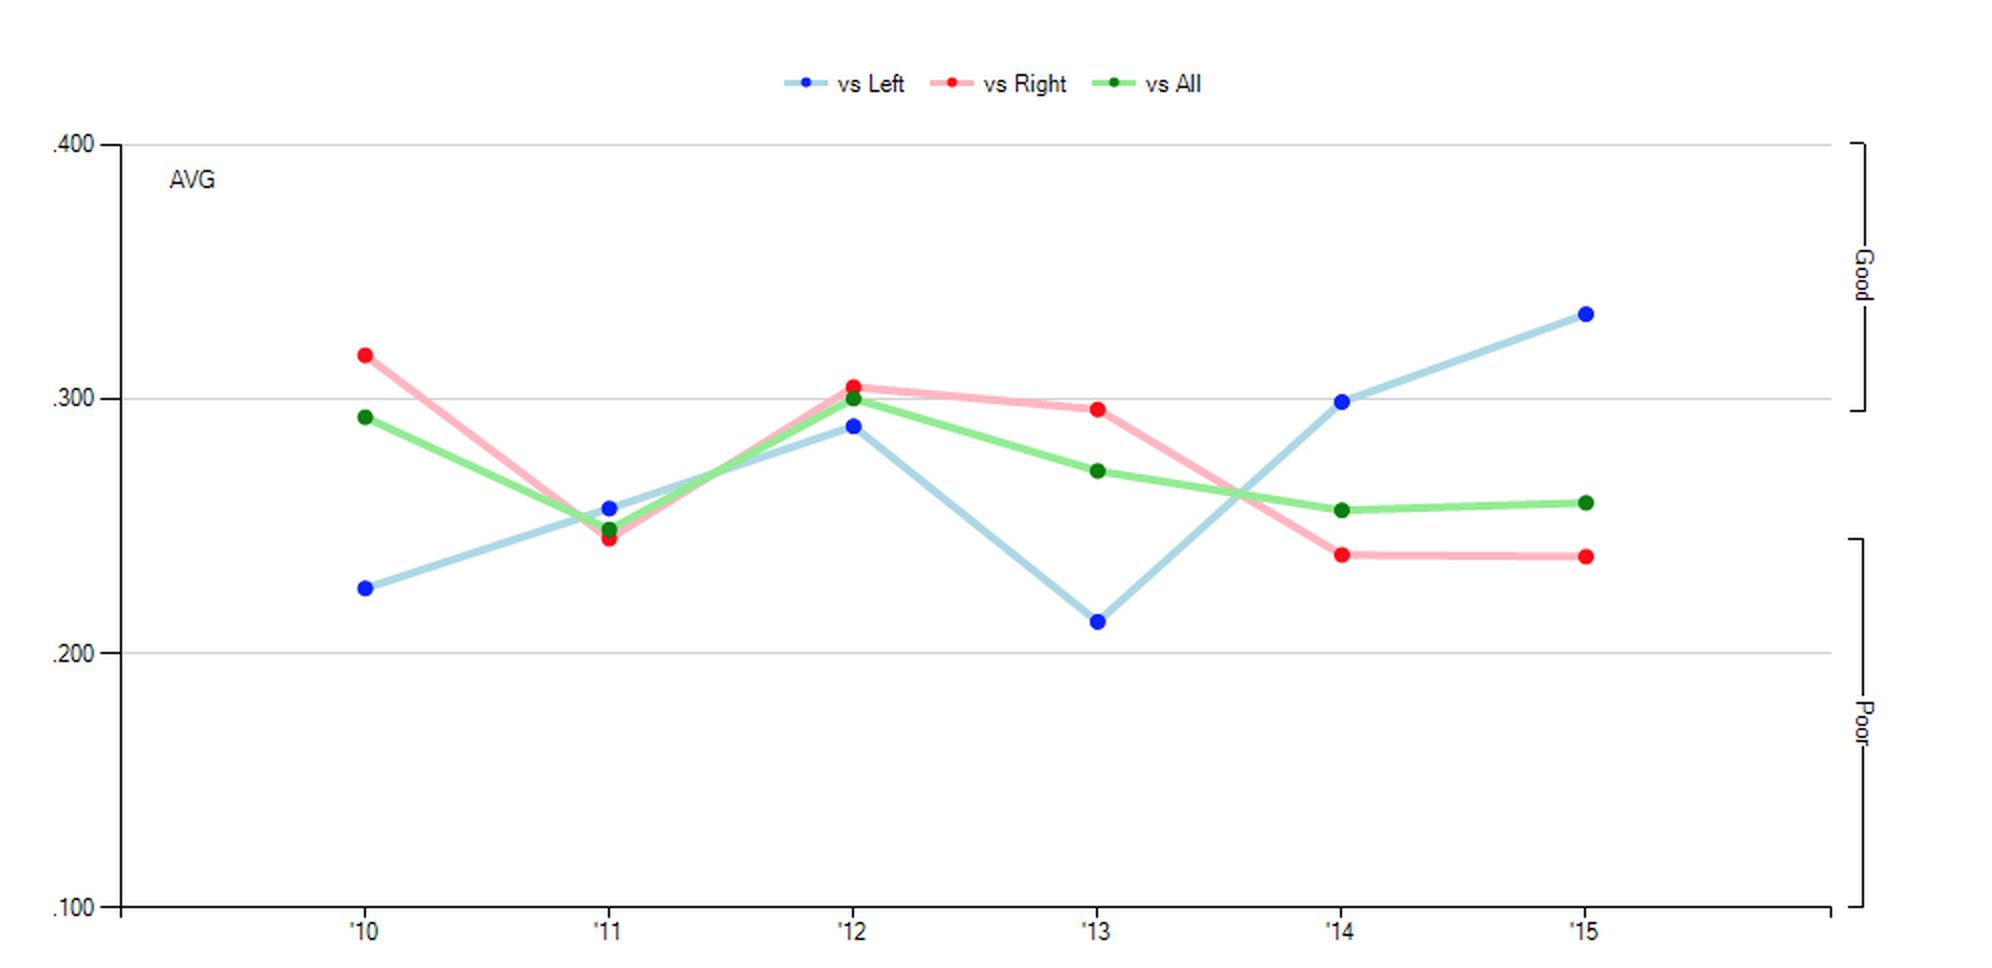 vs Left vs Right vs All
.400
AVG
Good
.300
.200
Poor
.100
'10 '11 '12 '13 '14 '15